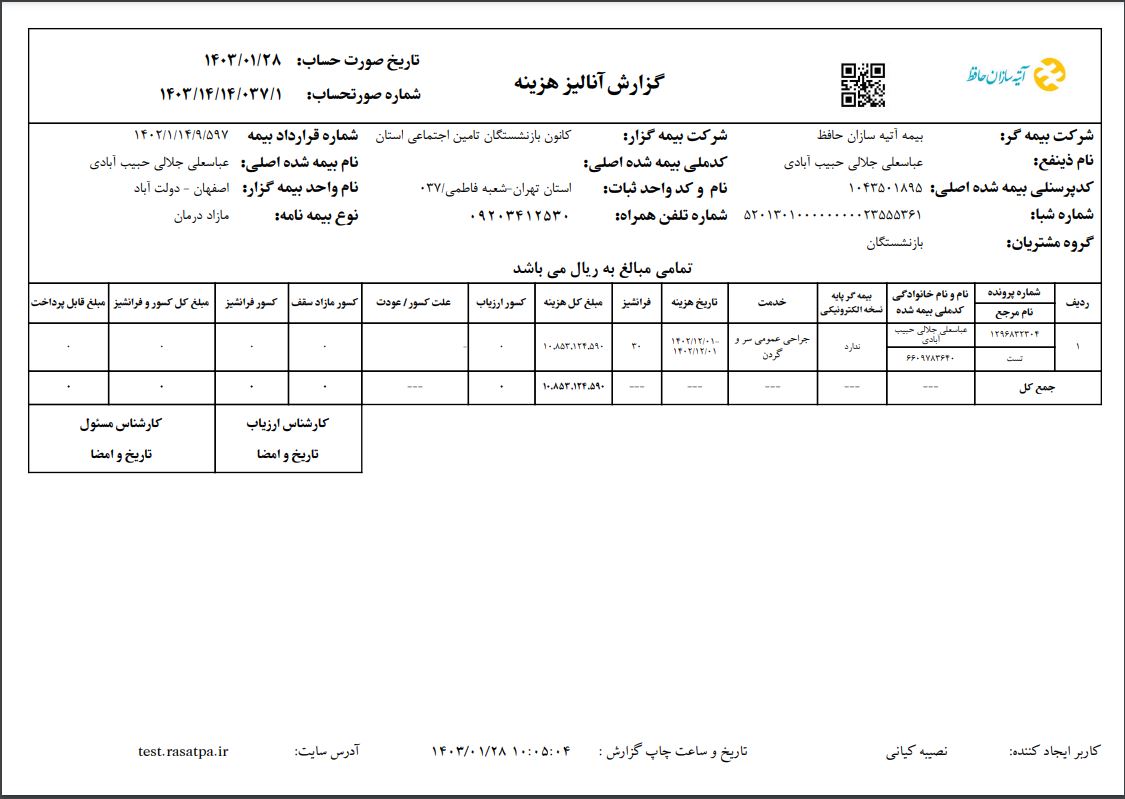 آتیه سازان حافظ
گزارش آنالیز هزینه
تاریخ صورت حساب: ۱۴۰۳/۰۱/۲۸
شماره صورتحساب: ۱۴۰۳/۱۴/۱۴/۰۳۷/۱
شرکت بیمه گر: بیمه آتیه سازان حافظ شرکت بیمه گزار: کانون بازنشستگان تامین اجتماعی استان شماره قرارداد بیمه ۱۴۰۲/۱/۱۴/۹/۵۹۷
نام ذینفع: عباسعلی جلالی حبیب آبادی کدملی بیمه شده اصلی: نام بیمه شده اصلی: عباسعلی جلالی حبیب آبادی
کدپرسنلی بیمه شده اصلی: ۱۰۴۳۵۰۱۸۹۵ نام و کد واحد ثبات: استان تهران-شعبه فاطمی/۰۳۷ نام واحد بیمه گزار: اصفهان - دولت آباد
شماره شبا: ۵۲۰۱۳۰۱۰۰۰۰۰۰۰۰۰۲۳۵۵۵۳۶۱ شماره تلفن همراه: ۰۹۲۰۳۴۱۲۵۳۰ نوع بیمه نامه: مازاد درمان
گروه مشتریان: بازنشستگان
تمامی مبالغ به ریال می باشد
ردیف شماره پرونده نام و نام خانوادگی بیمه گر پایه خدمت تاریخ هزینه فرانشیز مبلغ کل هزینه کسور ارزیاب علت کسور / عودت کسور مازاد سقف کسور فرانشیز مبلغ کل کسور و فرانشیز مبلغ قابل پرداخت
نام مرجع کدملی بیمه شده نسخه الکترونیکی
۱ ۱۲۹۶۸۳۲۳۰۴ عباسعلی جلالی حبیب ندارد جراحی عمومی سر و ۱۴۰۲/۱۲/۰۱- ۳۰ ۱۰,۸۵۳,۱۲۴,۵۹۰ ۰ - ۰ ۰ ۰ ۰
آبادی گردن ۱۴۰۲/۱۲/۰۱
تست ۶۶۰۹۷۸۳۶۴۰
جمع کل --- --- --- --- --- ۱۰,۸۵۳,۱۲۴,۵۹۰ ۰ --- ۰ ۰ ۰ ۰
کارشناس ارزیاب کارشناس مسئول
تاریخ و امضا تاریخ و امضا
کاربر ایجاد کننده: نصیبه کیانی تاریخ و ساعت چاپ گزارش : ۱۴۰۳/۰۱/۲۸ ۱۰:۰۵:۰۴ آدرس سایت: test.rasatpa.ir